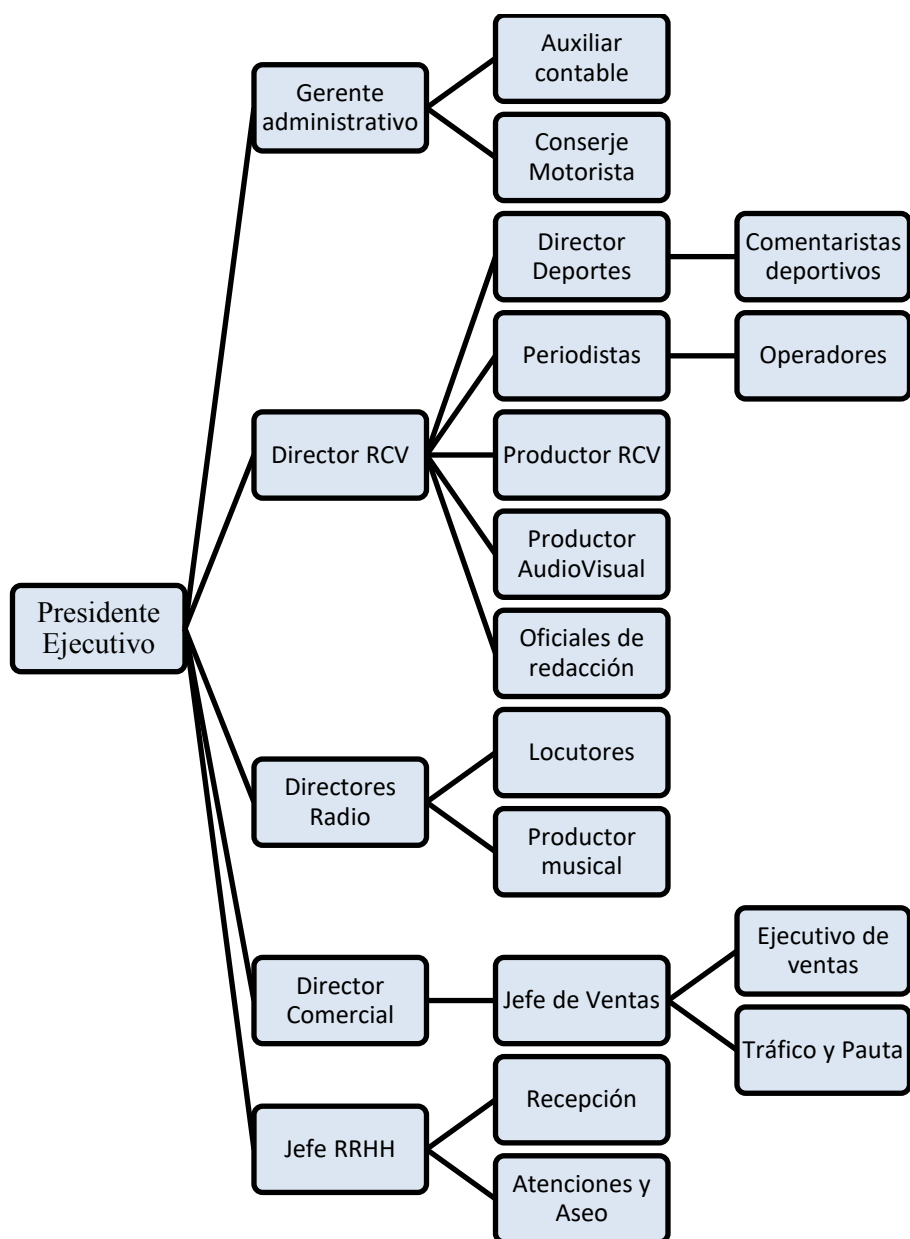 Auxiliar
contable
Gerente
administrativo
Conserje
Motorista
Director
Deportes
Comentaristas
deportivos
Periodistas
Operadores
Director RCV
Productor RCV
Productor
AudioVisual
Presidente
Ejecutivo
Oficiales de
redacción
Locutores
Directores
Radio
Productor
musical
Ejecutivo de
ventas
Director
Comercial
Jefe de Ventas
Tráfico y Pauta
Recepción
Jefe RRHH
Atenciones y
Aseo